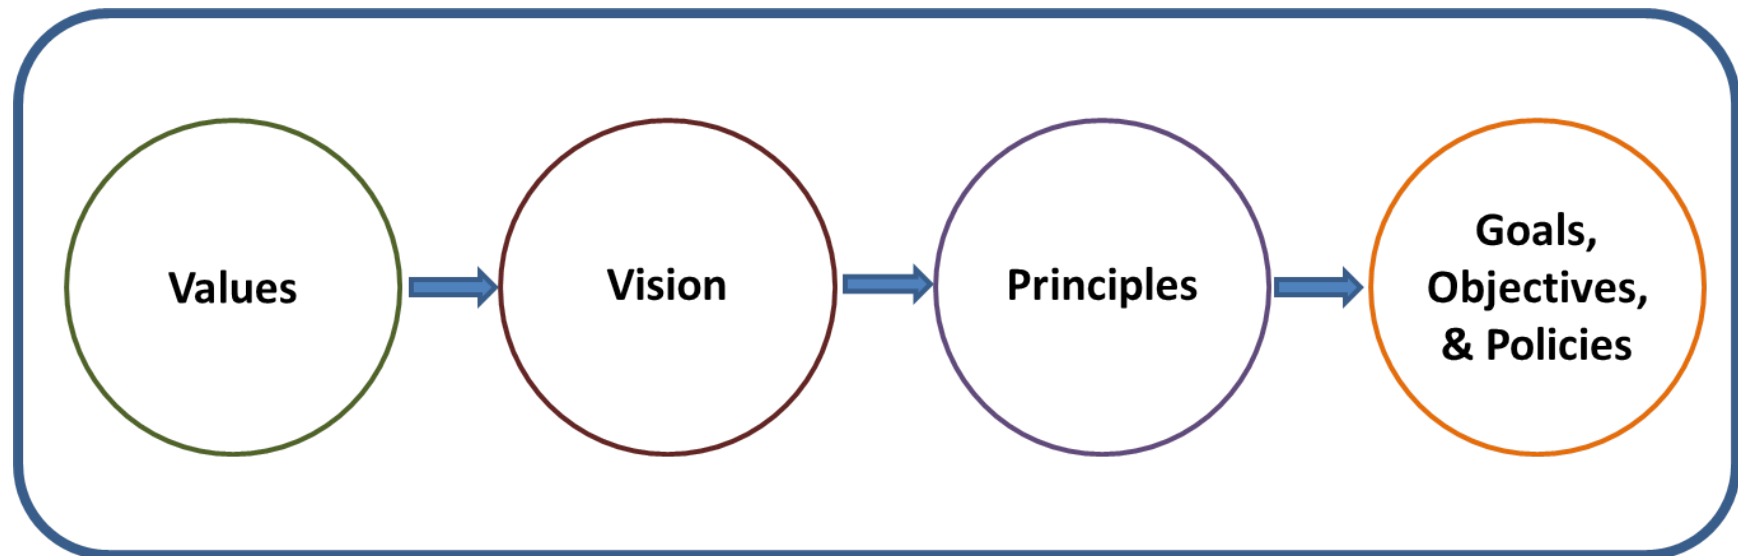 Values
Vision
Principles
Goals,
Objectives,
& Policies